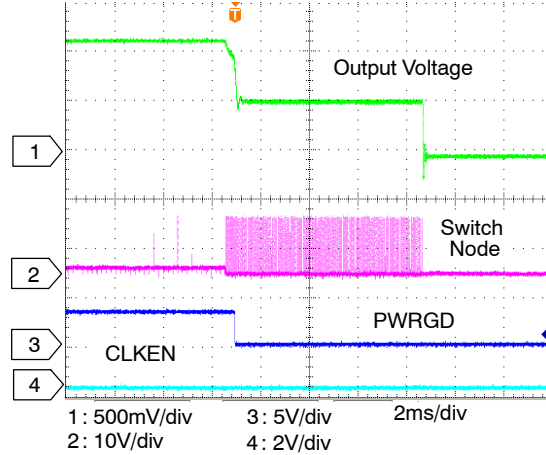 T
Output Voltage
1
Switch
Node
2
PWRGD
3
CLKEN
4
1 : 500mV/div 3 : 5V/div 2ms/div
2 : 10V/div 4 : 2V/div